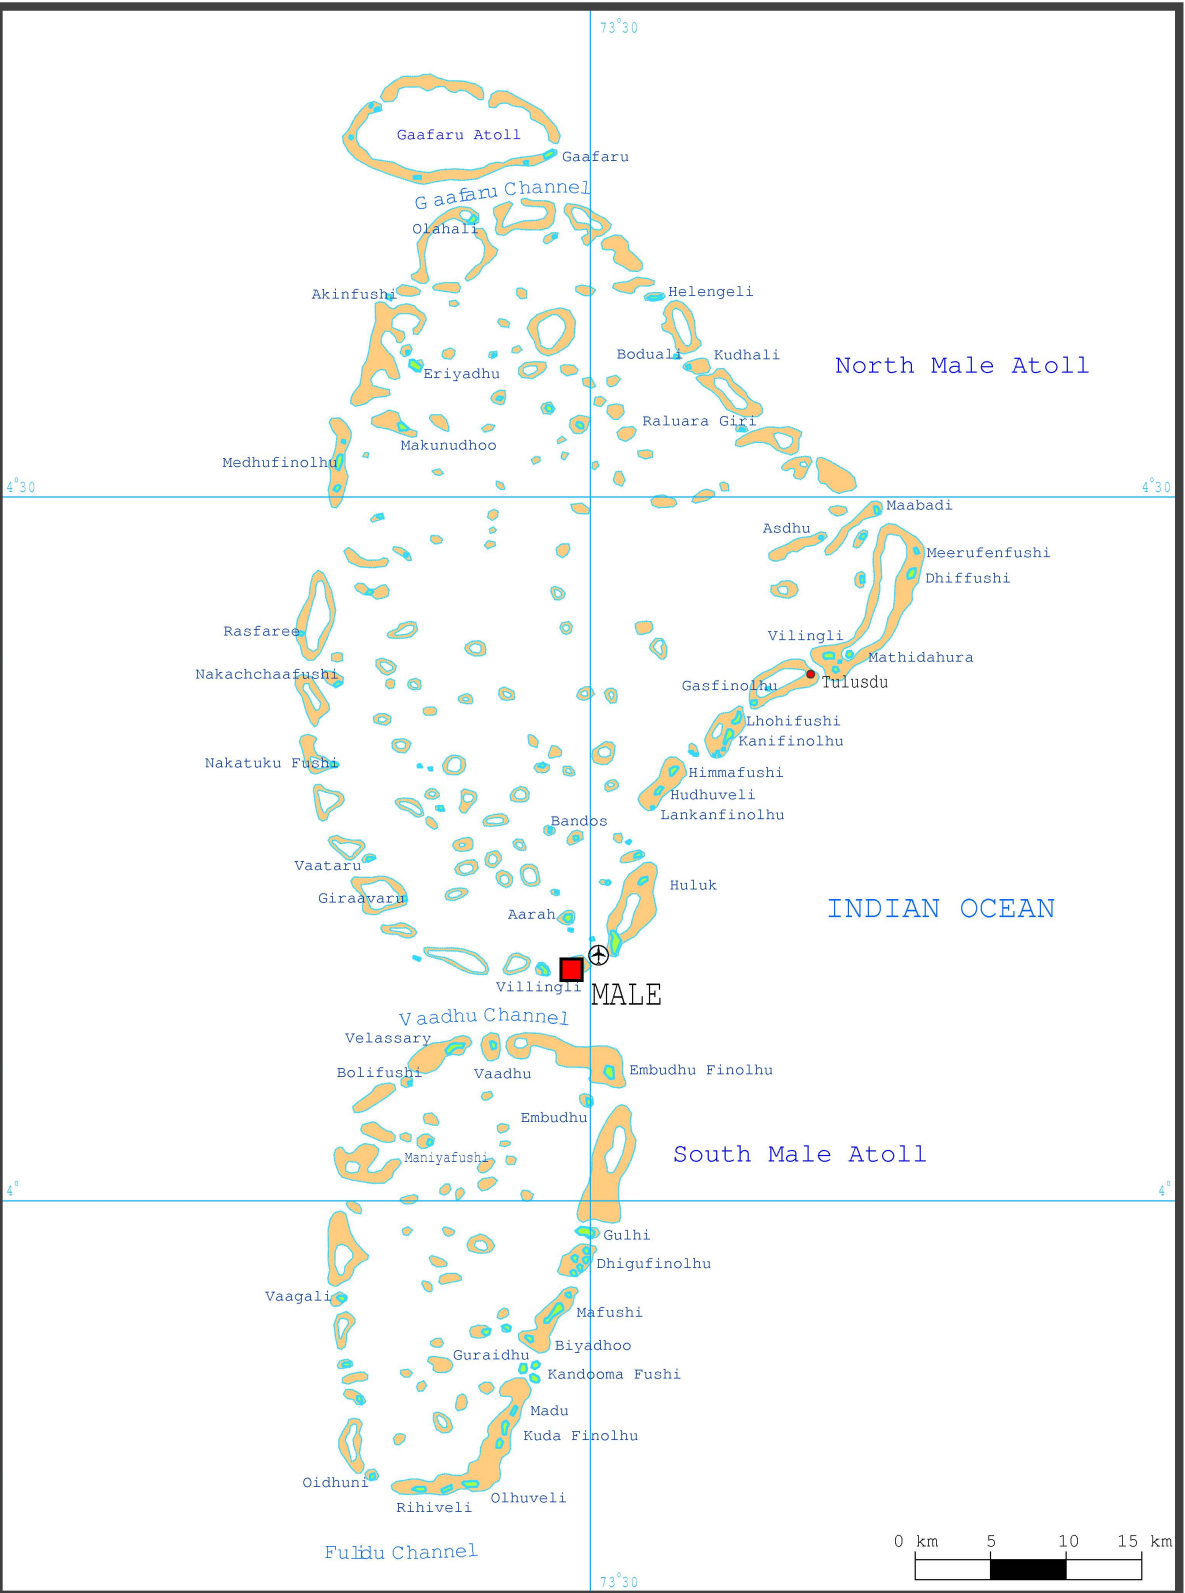 73°30
Gaafaru Atoll
Gaafaru
Gaafaru Channel
Olahali
Helengeli
Akinfushi
Boduali
Kudhali
North Male Atoll
Eriyadhu
Raluara Giri
Makunudhoo
Medhufinolhu
4°30
4°30
Maabadi
Asdhu
Meerufenfushi
Dhiffushi
Rasfaree
Vilingli
Mathidahura
Nakachchaafushi
Gasfinolhu
Tulusdu
Lhohifushi
Kanifinolhu
Nakatuku Fushi
Himmafushi
Hudhuveli
Lankanfinolhu
Bandos
Vaataru
Huluk
Giraavaru
INDIAN OCEAN
Aarah
Villingli
MALE
Vaadhu Channel
Velassary
Embudhu Finolhu
Bolifushi
Vaadhu
Embudhu
South Male Atoll
Maniyafushi
4°
4°
Gulhi
Dhigufinolhu
Vaagali
Mafushi
Biyadhoo
Guraidhu
Kandooma Fushi
Madu
Kuda Finolhu
Oidhuni
Olhuveli
Rihiveli
0 km 5 10 15 km
Fulidu Channel
73°30